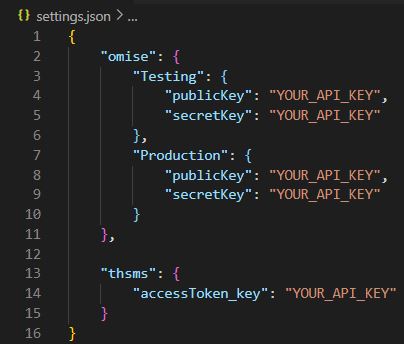 {} settings.json > ...
1 {
2     "omise": {
3         "Testing": {
4             "publicKey": "YOUR_API_KEY",
5             "secretKey": "YOUR_API_KEY"
6         },
7         "Production": {
8             "publicKey": "YOUR_API_KEY",
9             "secretKey": "YOUR_API_KEY"
10         }
11     },
12
13     "thsms": {
14         "accessToken_key": "YOUR_API_KEY"
15     }
16 }